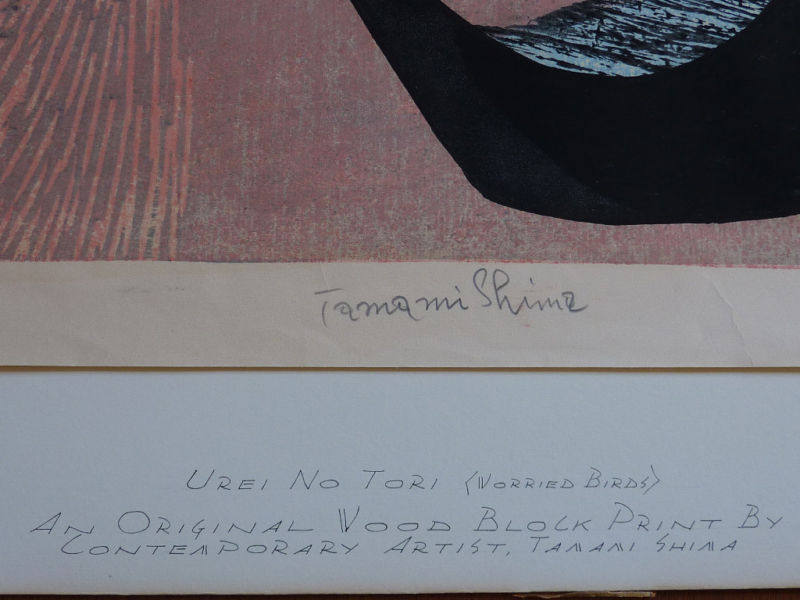 Tamami Shima
Urei No Tori (Worried Birds)
An Original Wood Block Print By
Contemporary Artist, Tamami Shima